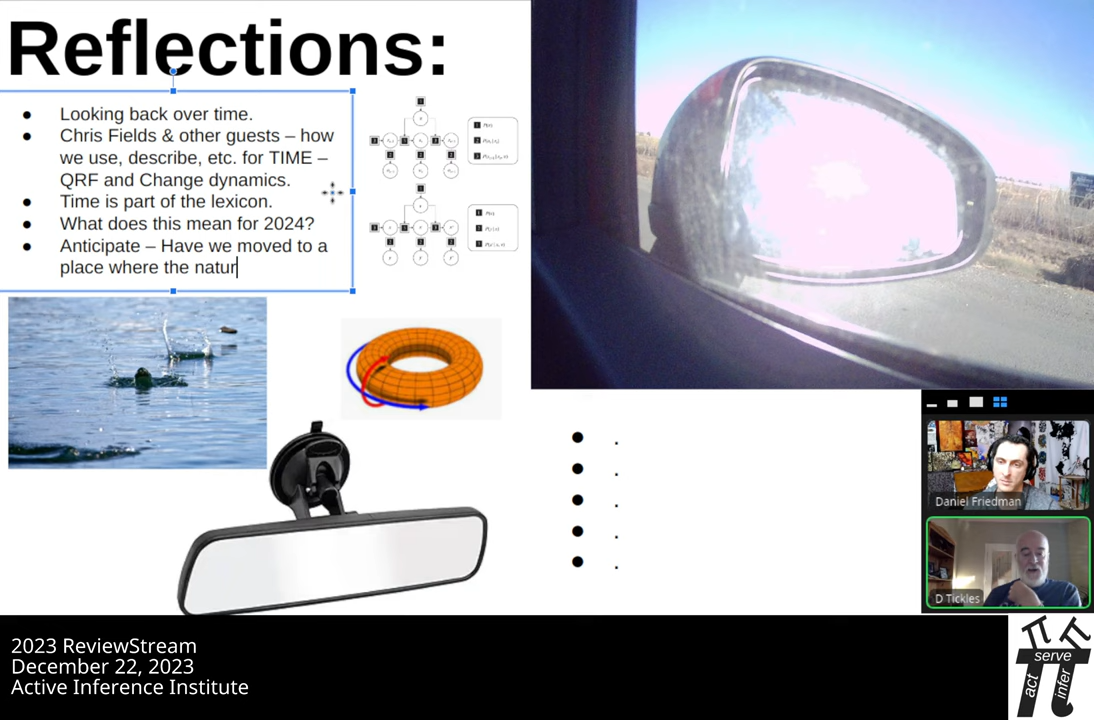 Reflections:
● Looking back over time.
● Chris Fields & other guests – how
we use, describe, etc. for TIME –
QRF and Change dynamics.
● Time is part of the lexicon.
● What does this mean for 2024?
● Anticipate – Have we moved to a
place where the natur
● .
● .
● .
● .
● .
Daniel Friedman
D Tickles
2023 ReviewStream
December 22, 2023
Active Inference Institute
serve
act
infer